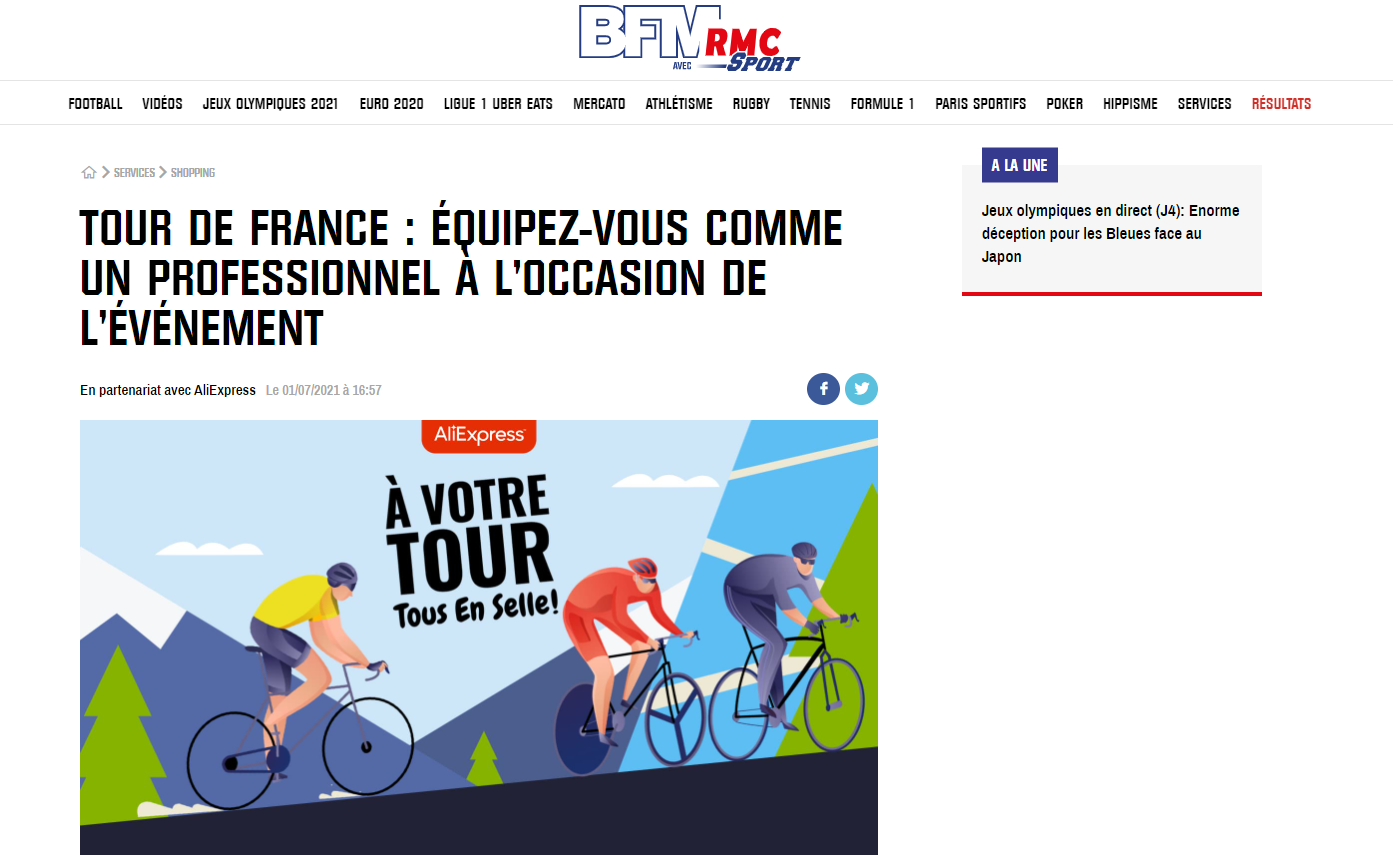 BFM RMC
AVEC SPORT
FOOTBALL VIDÉOS JEUX OLYMPIQUES 2021 EURO 2020 LIGUE 1 UBER EATS MERCATO ATHLÉTISME RUGBY TENNIS FORMULE 1 PARIS SPORTIFS POKER HIPPISME SERVICES RÉSULTATS
SERVICES SHOPPING
TOUR DE FRANCE : ÉQUIPEZ-VOUS COMME
UN PROFESSIONNEL À L’OCCASION DE
L’ÉVÉNEMENT
En partenariat avec AliExpress Le 01/07/2021 à 16:57
AliExpress
À VOTRE
TOUR
Tous En Selle!
A LA UNE
Jeux olympiques en direct (J4): Enorme
déception pour les Bleues face au
Japon